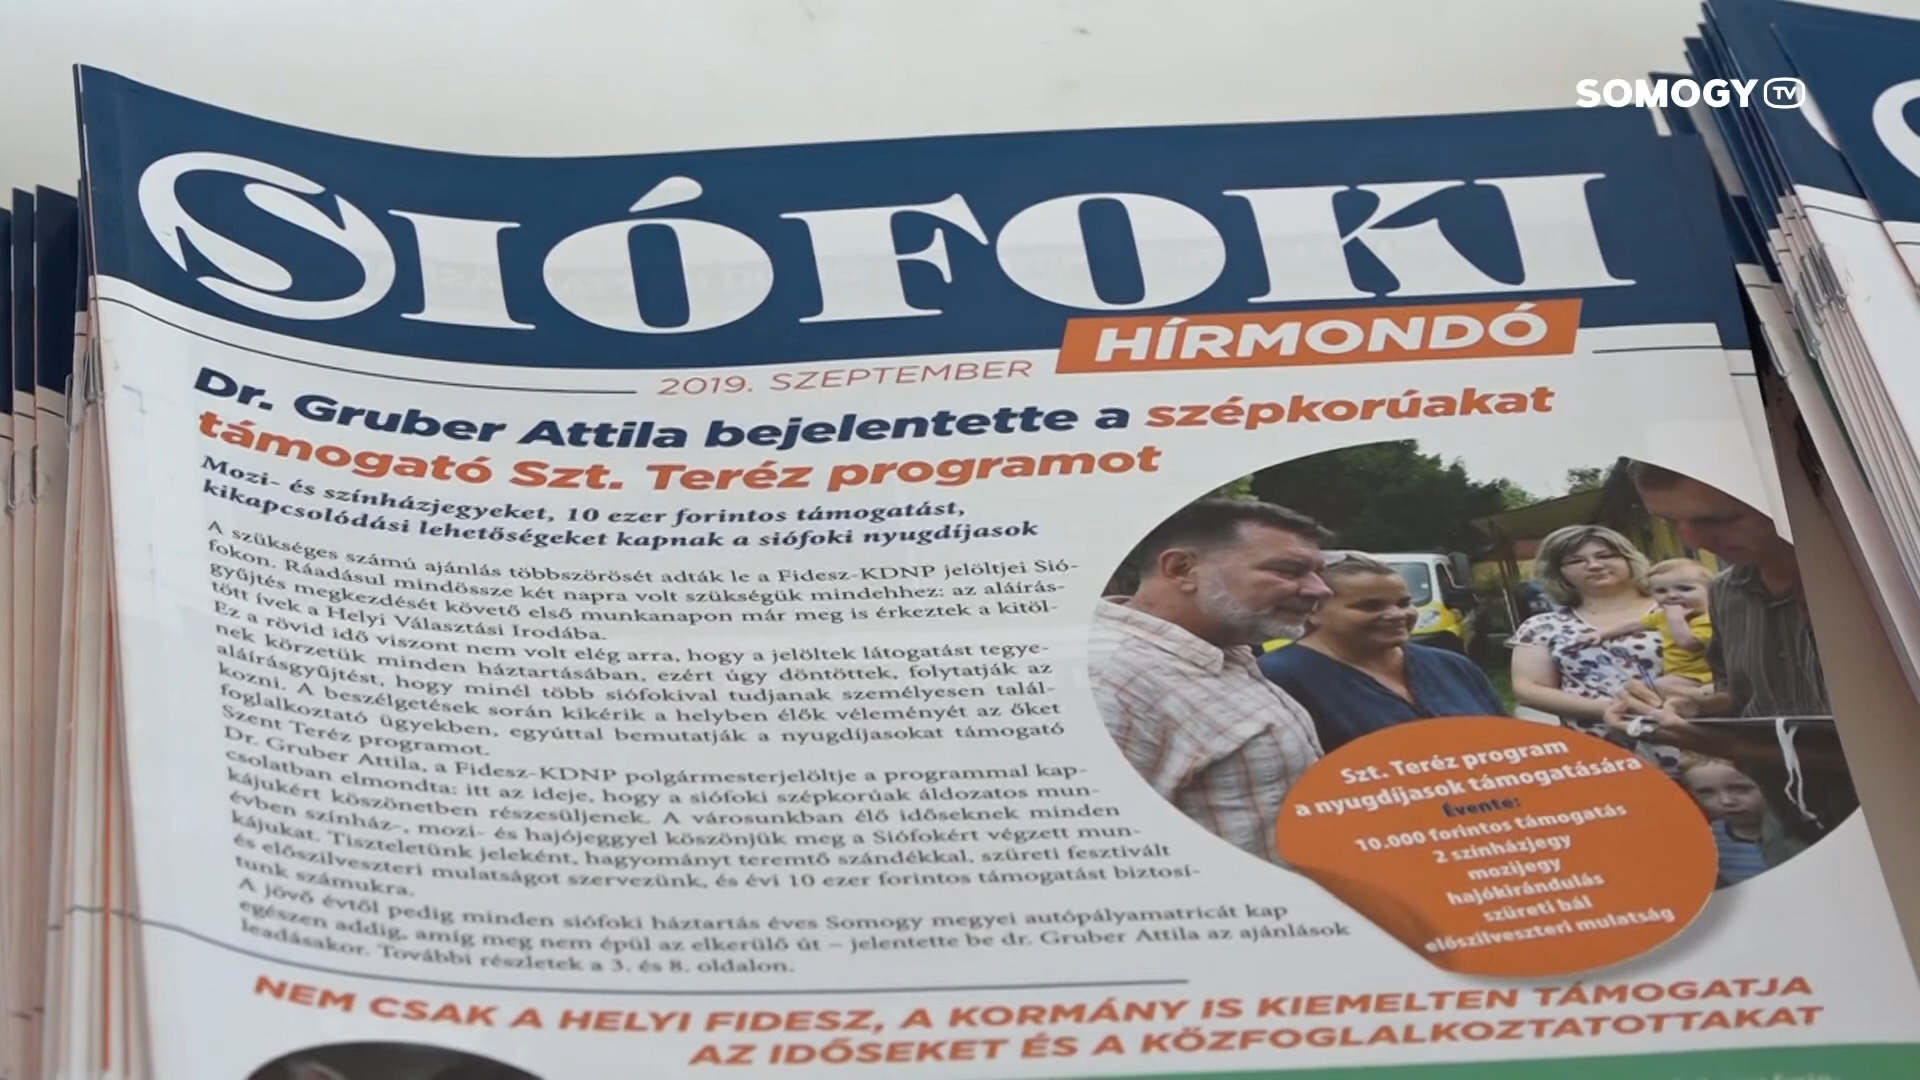 SOMOGY TV
SIÓFOKI
HÍRMONDÓ
2019. SZEPTEMBER
Dr. Gruber Attila bejelentette a szépkorúakat
támogató Szt. Teréz programot
Mozi- és színházjegyeket, 10 ezer forintos támogatást,
kikapcsolódási lehetőségeket kapnak a siófoki nyugdíjasok
A szükséges számú ajánlás többszörösét adták le a Fidesz-KDNP jelöltjei Sió-
fokon. Ráadásul mindössze két napra volt szükségük mindehhez: az aláírás-
gyűjtés megkezdését követő első munkanapon már meg is érkeztek a kitöl-
tött ívek a Helyi Választási Irodába.
Ez a rövid idő viszont nem volt elég arra, hogy a jelöltek látogatást tegye-
nek körzetük minden háztartásában, ezért úgy döntöttek, folytatják az
aláírásgyűjtést, hogy minél több siófokival tudjanak személyesen talál-
kozni. A beszélgetések során kikérik a helyben élők véleményét az őket
foglalkoztató ügyekben, egyúttal bemutatják a nyugdíjasokat támogató
Szent Teréz programot.
Dr. Gruber Attila, a Fidesz-KDNP polgármesterjelöltje a programmal kap-
csolatban elmondta: itt az ideje, hogy a siófoki szépkorúak áldozatos mun-
kájukért köszönetben részesüljenek. A városunkban élő időseknek minden
évben színház-, mozi- és hajójeggyel köszönjük meg a Siófokért végzett mun-
kájukat. Tiszteletünk jeleként, hagyományt teremtő szándékkal, szüreti fesztivált
és előszilveszteri mulatságot szervezünk, és évi 10 ezer forintos támogatást biztosí-
tunk számukra.
A jövő évtől pedig minden siófoki háztartás éves Somogy megyei autópályamatricát kap
egészen addig, amíg meg nem épül az elkerülő út – jelentette be dr. Gruber Attila az ajánlások
leadásakor. További részletek a 3. és 8. oldalon.
Szt. Teréz program
a nyugdíjasok támogatására
Évente:
10.000 forintos támogatás
2 színházjegy
mozijegy
hajókirándulás
szüreti bál
előszilveszteri mulatság
NEM CSAK A HELYI FIDESZ, A KORMÁNY IS KIEMELTEN TÁMOGATJA
AZ IDŐSEKET ÉS A KÖZFOGLALKOZTATOTTAKAT